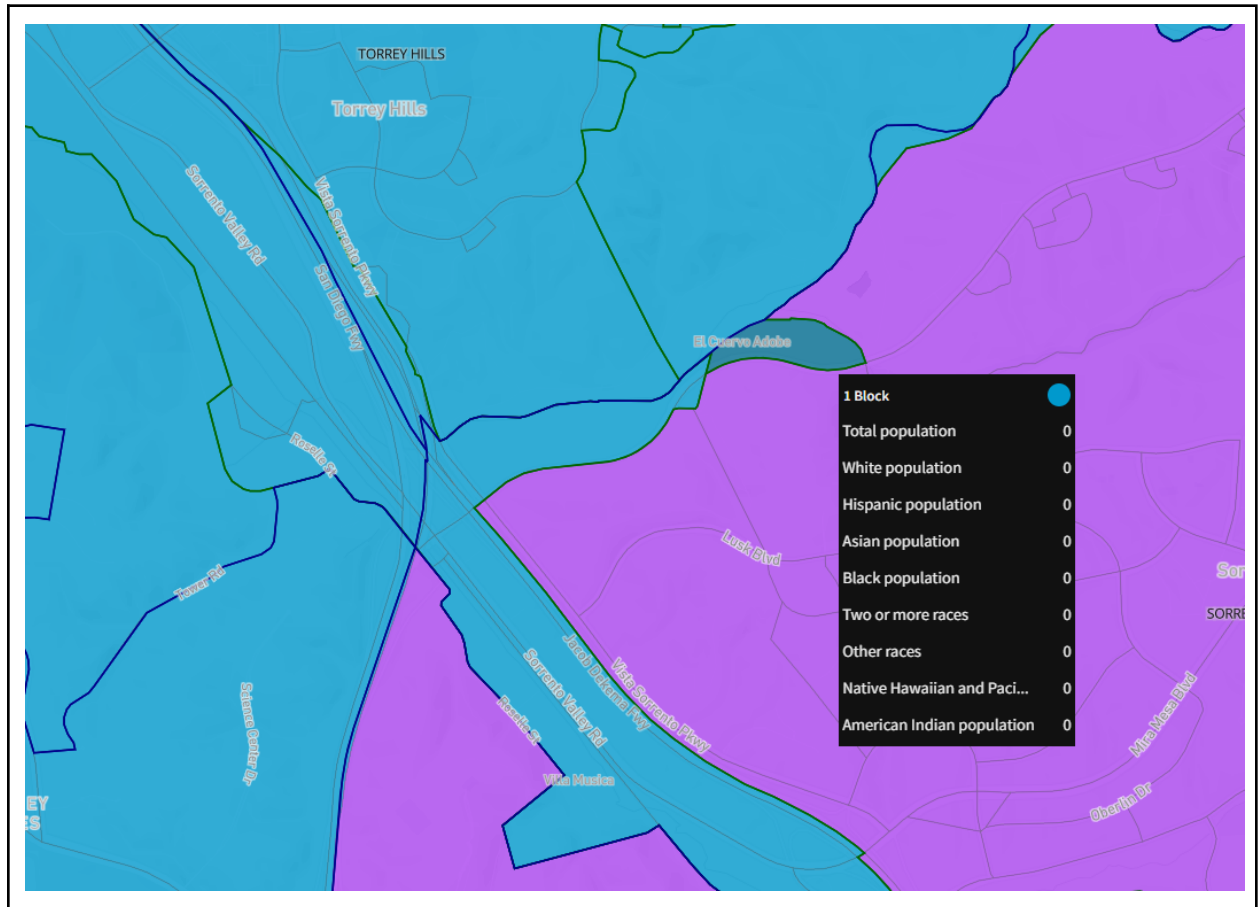 TORREY HILLS
Torrey Hills
Sorrento Valley Rd
Vista Sorrento Pkwy
San Diego Fwy
El Cuervo Adobe
1 Block
Total population 0
White population 0
Hispanic population 0
Asian population 0
Black population 0
Two or more races 0
Other races 0
Native Hawaiian and Paci... 0
American Indian population 0
Roselle St
Lusk Blvd
Sor
SORRE
Tower Rd
Science Center Dr
Roselle St
Sorrento Valley Rd
Jacob Dekema Fwy
Vista Sorrento Pkwy
Mira Mesa Blvd
Villa Musica
Oberlin Dr
EY
ES